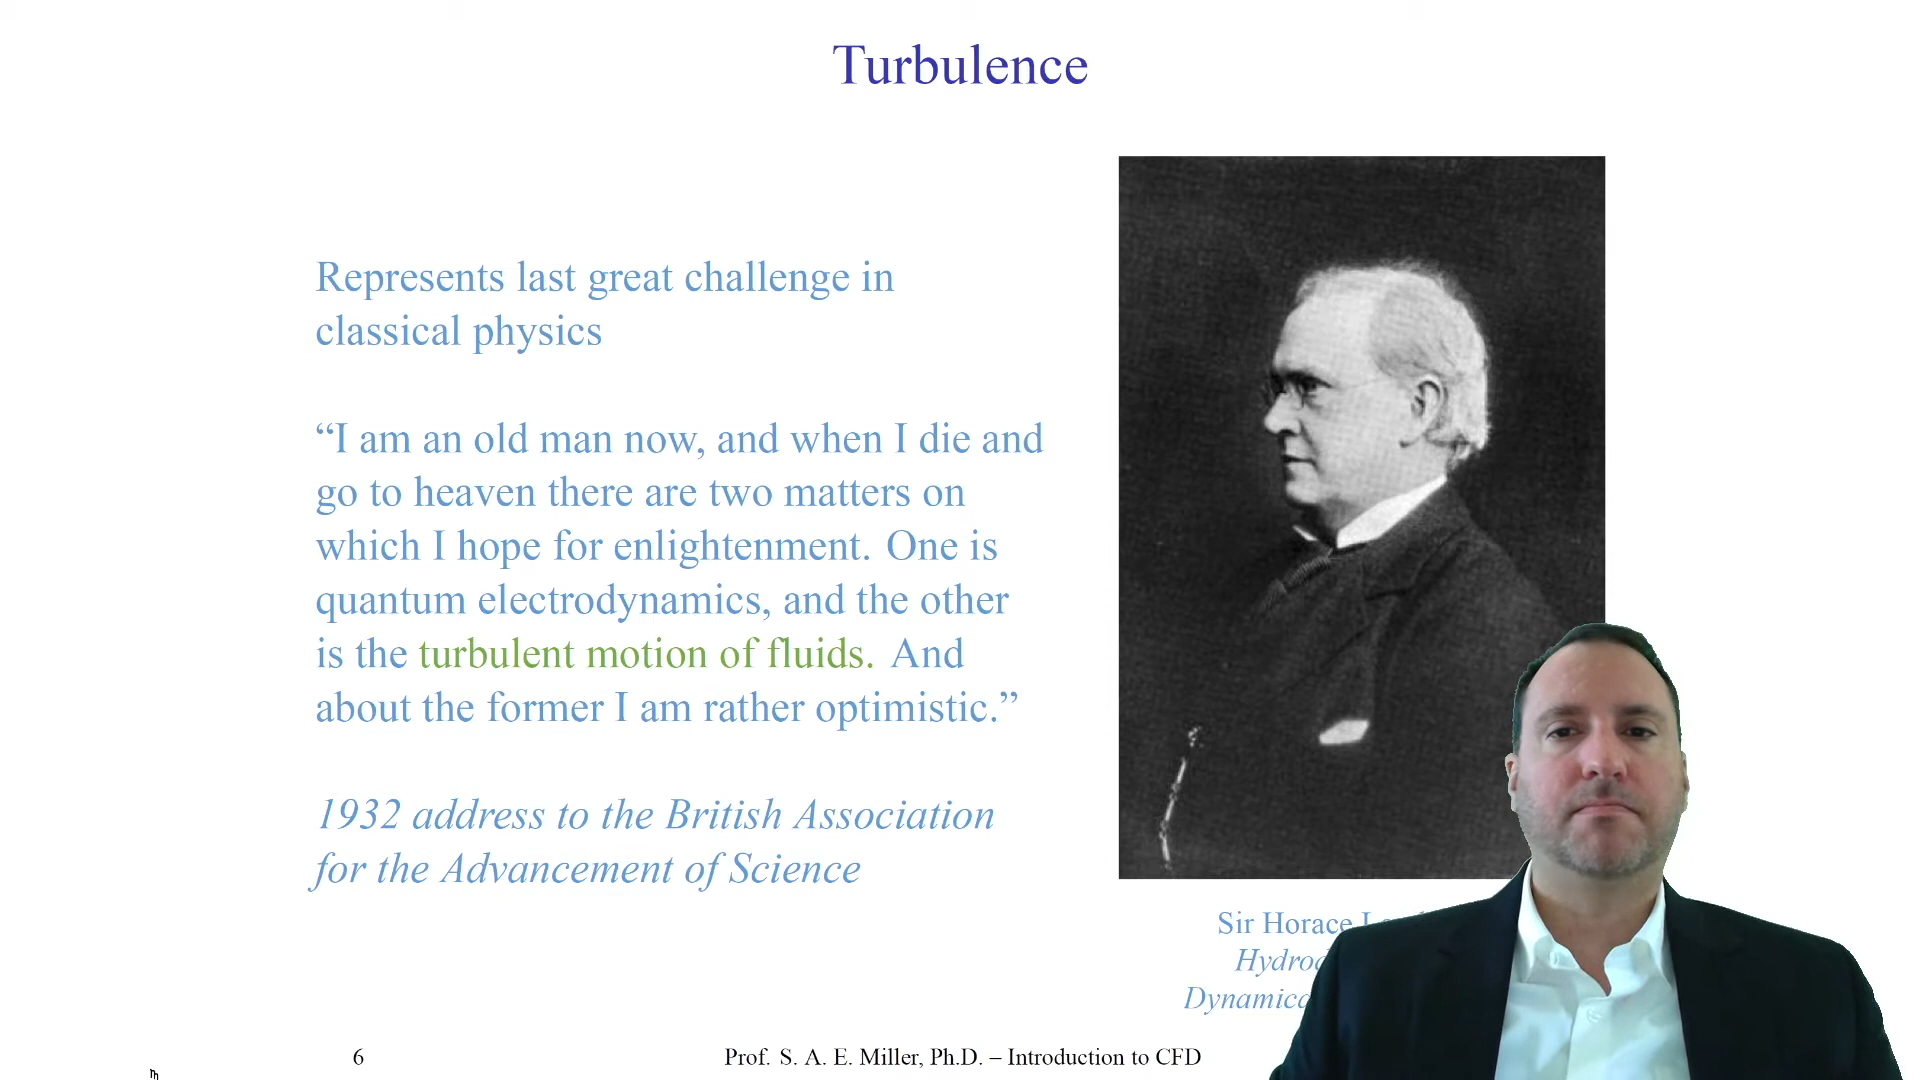 Turbulence
Represents last great challenge in
classical physics
“I am an old man now, and when I die and
go to heaven there are two matters on
which I hope for enlightenment. One is
quantum electrodynamics, and the other
is the turbulent motion of fluids. And
about the former I am rather optimistic.”
1932 address to the British Association
for the Advancement of Science
Sir Horace
6
Prof. S. A. E. Miller, Ph.D. – Introduction to CFD